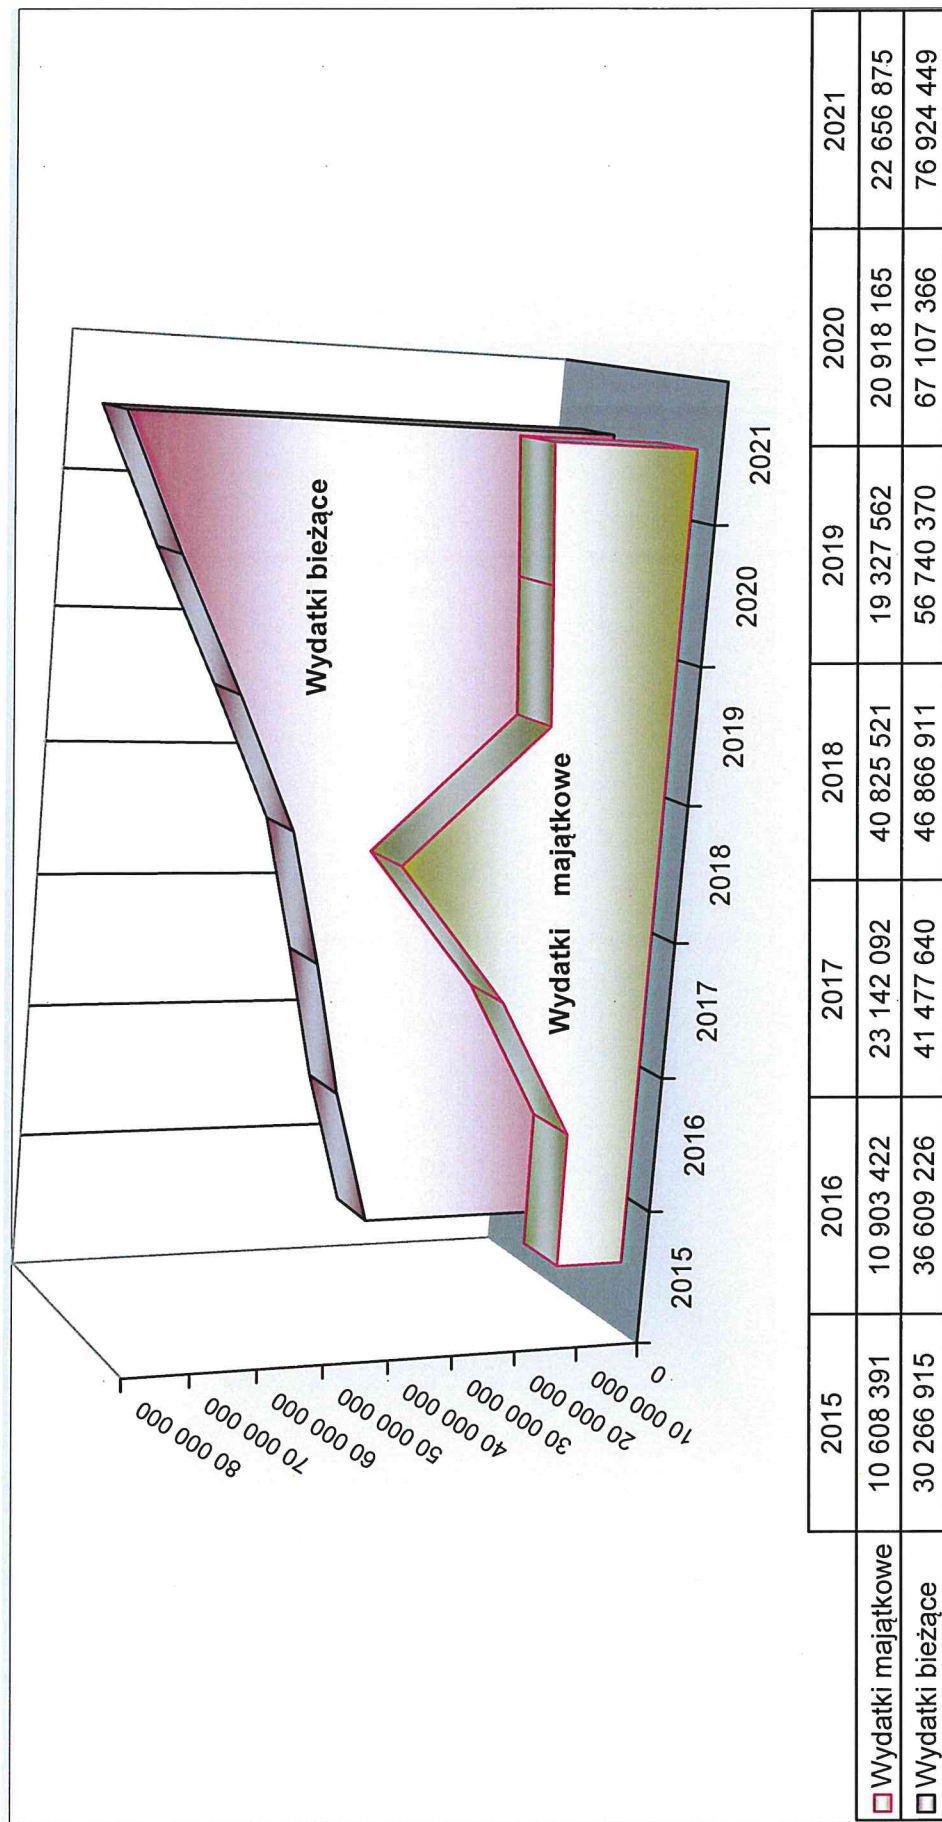 80 000 000
70 000 000
60 000 000
50 000 000
40 000 000
30 000 000
20 000 000
10 000 000
0
Wydatki bieżące
Wydatki majątkowe
2015 2016 2017 2018 2019 2020 2021
2015 2016 2017 2018 2019 2020 2021
Wydatki majątkowe 10 608 391 10 903 422 23 142 092 40 825 521 19 327 562 20 918 165 22 656 875
Wydatki bieżące 30 266 915 36 609 226 41 477 640 46 866 911 56 740 370 67 107 366 76 924 449